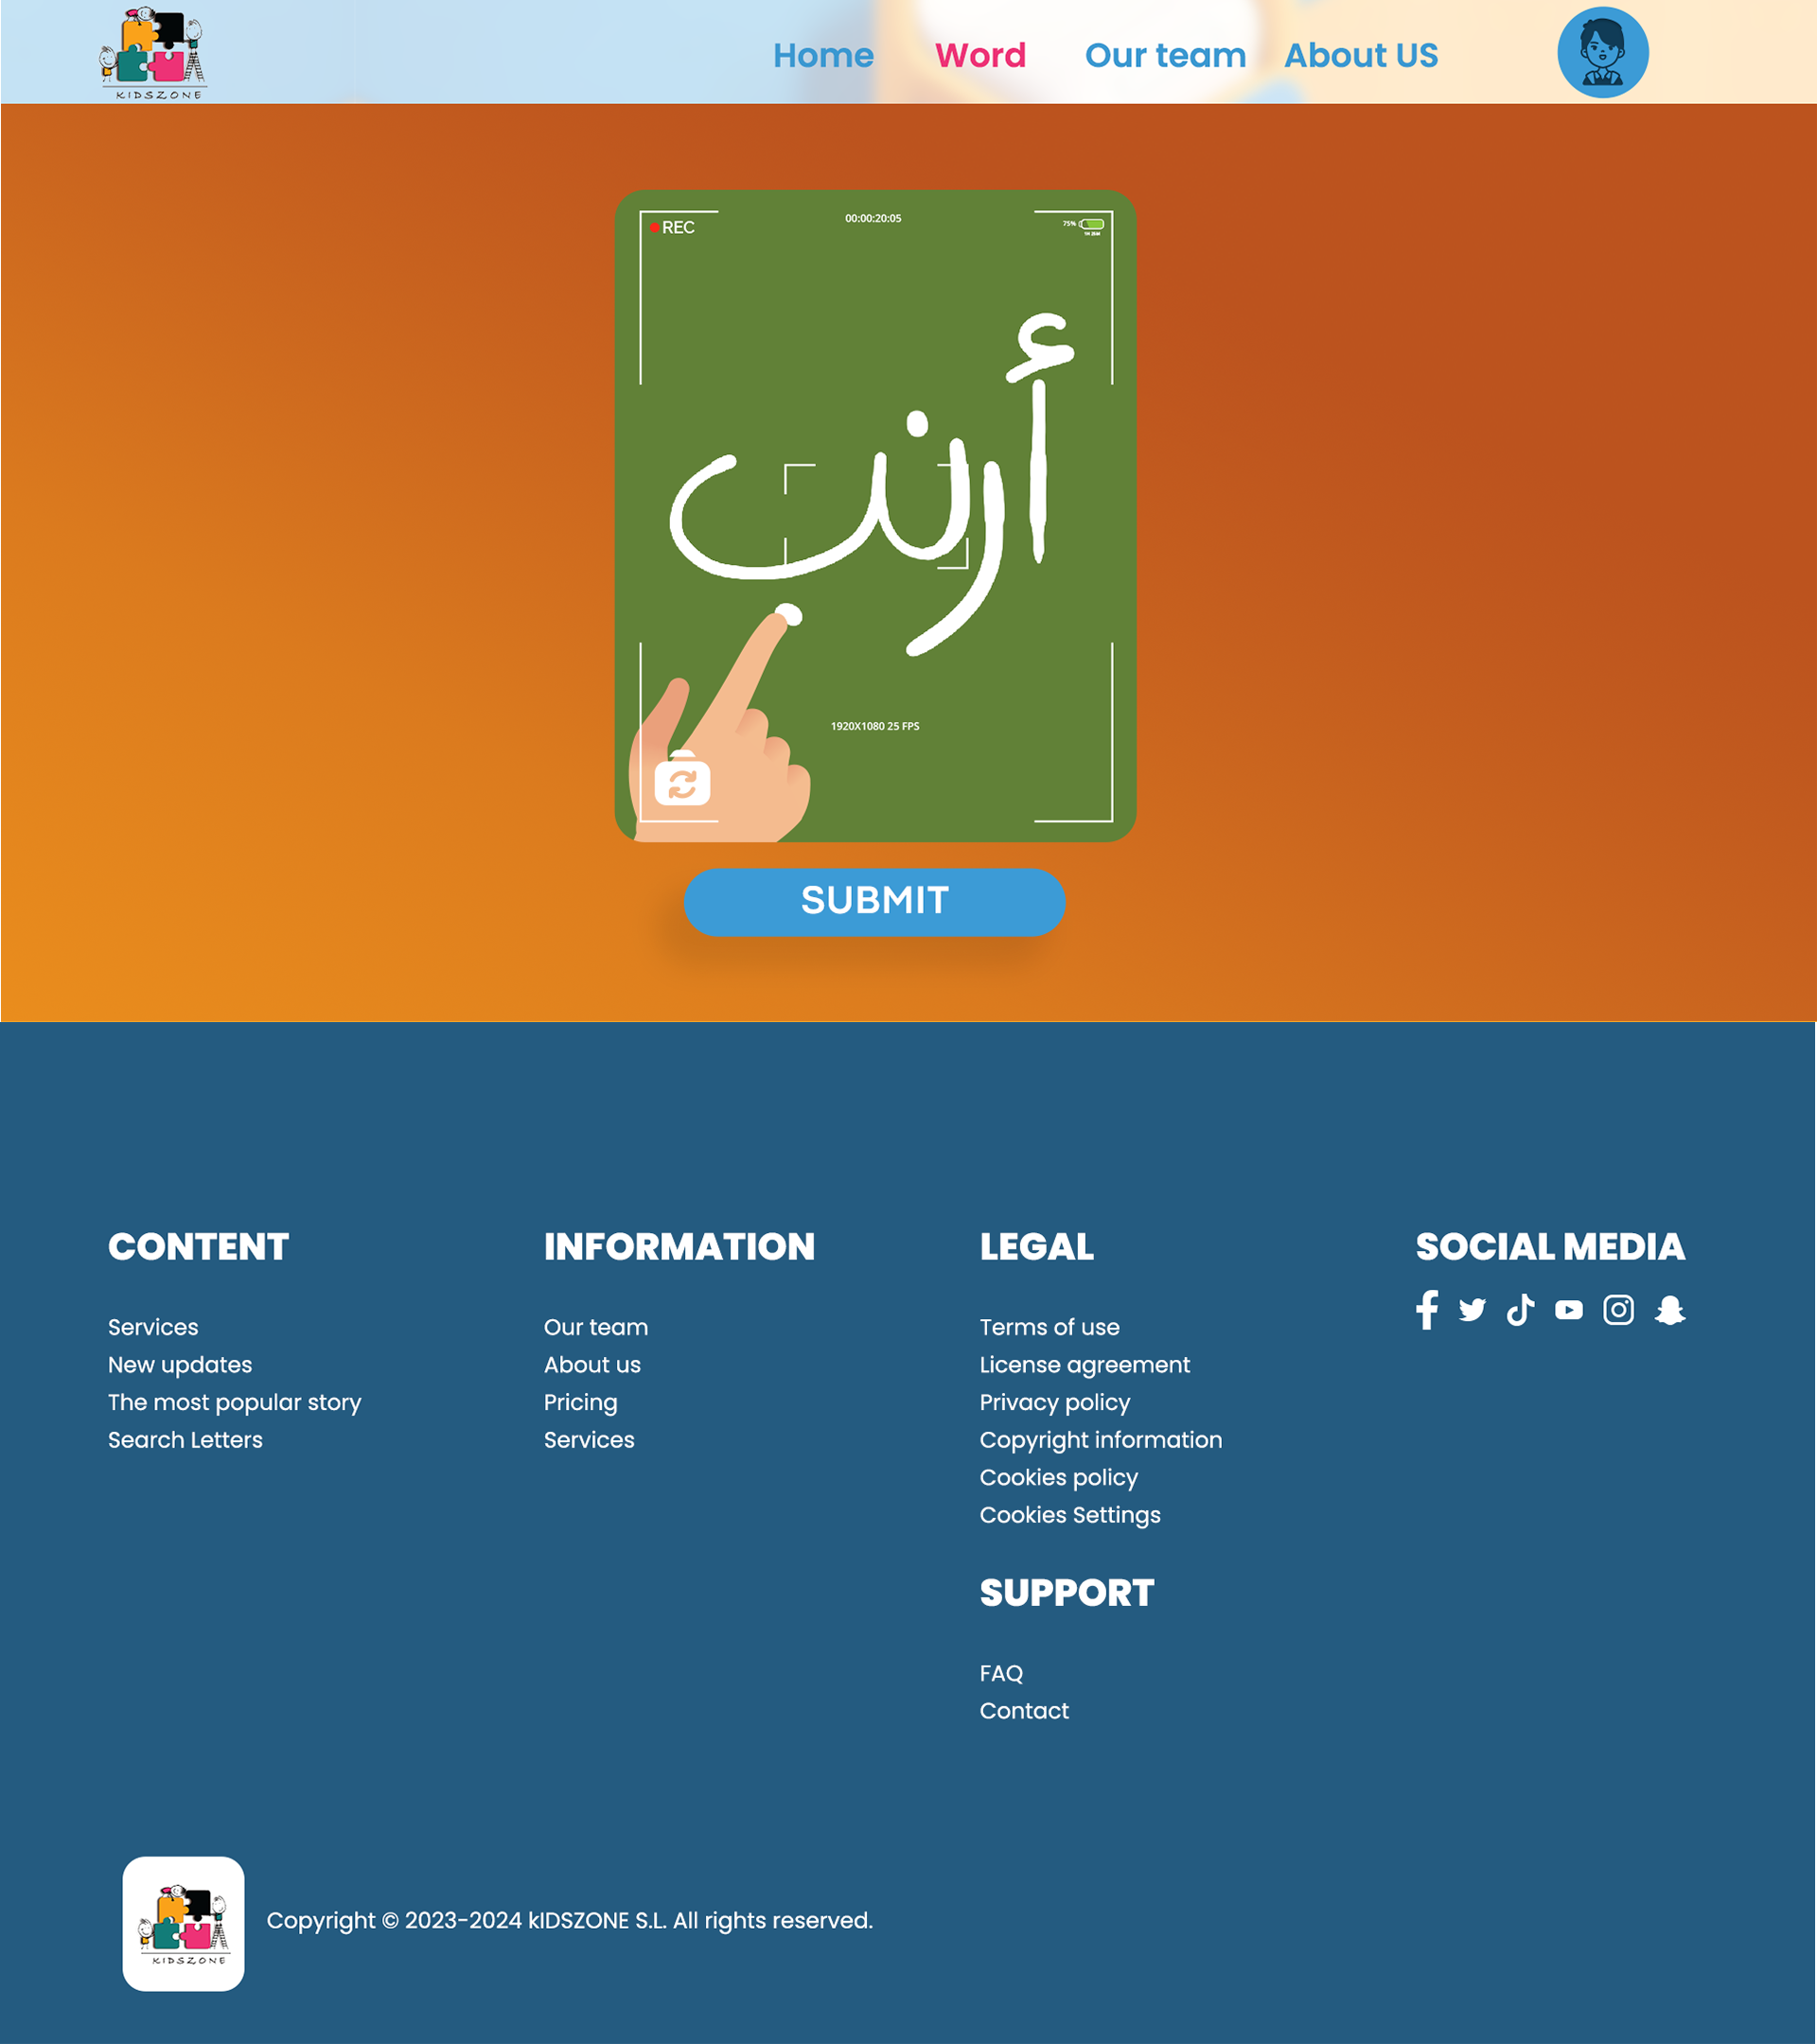 KIDSZONE
Home Word Our team About US
REC 00:00:20:05 75%
أرنب
1920X1080 25 FPS
SUBMIT
CONTENT
Services
New updates
The most popular story
Search Letters
INFORMATION
Our team
About us
Pricing
Services
LEGAL
Terms of use
License agreement
Privacy policy
Copyright information
Cookies policy
Cookies Settings
SUPPORT
FAQ
Contact
SOCIAL MEDIA
KIDSZONE
Copyright © 2023-2024 kIDSZONE S.L. All rights reserved.